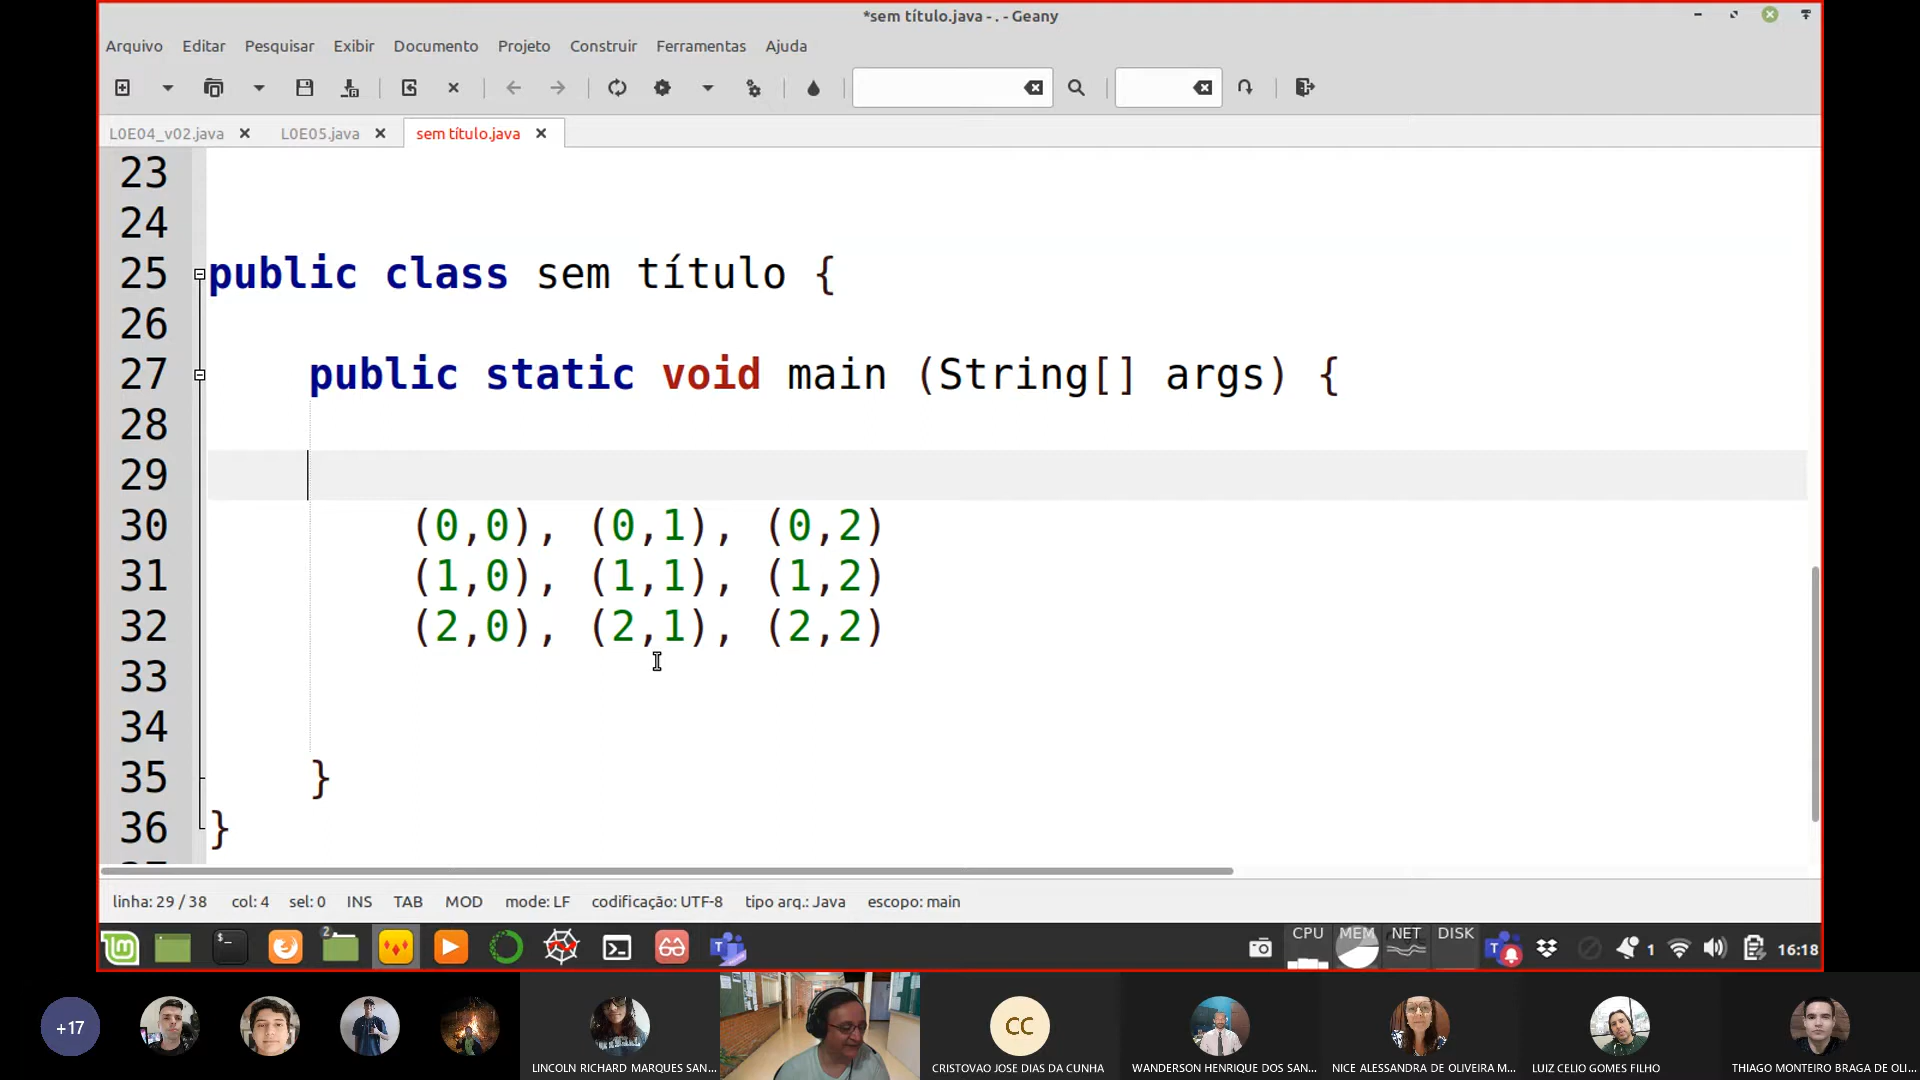 *sem título.java - . - Geany
Arquivo Editar Pesquisar Exibir Documento Projeto Construir Ferramentas Ajuda
L0E04_v02.java L0E05.java sem título.java
23
24
25 public class sem título {
26
27 public static void main (String[] args) {
28
29
30 (0,0), (0,1), (0,2)
31 (1,0), (1,1), (1,2)
32 (2,0), (2,1), (2,2)
33
34
35 }
36 }
linha: 29 / 38 col: 4 sel: 0 INS TAB MOD mode: LF codificação: UTF-8 tipo arq.: Java escopo: main
2 CPU MEM NET DISK 1 16:18
+17 CC
LINCOLN RICHARD MARQUES SAN... CRISTOVAO JOSE DIAS DA CUNHA WANDERSON HENRIQUE DOS SAN... NICE ALESSANDRA DE OLIVEIRA M... LUIZ CELIO GOMES FILHO THIAGO MONTEIRO BRAGA DE OLI...